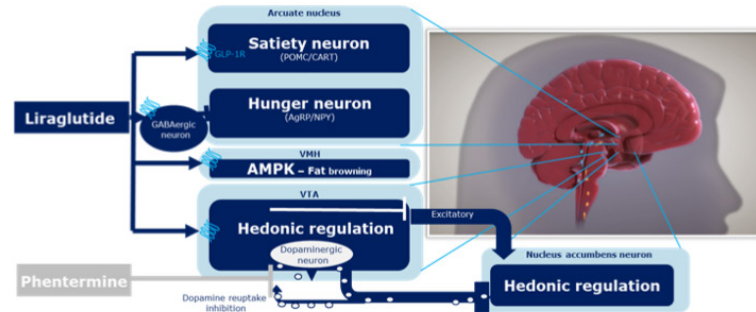 Arcuate nucleus
Satiety neuron
(POMC/CART)
GLP-1R
Hunger neuron
(AgRP/NPY)
Liraglutide
GABAergic
neuron
VMH
AMPK – Fat browning
VTA
Hedonic regulation
Excitatory
Dopaminergic
neuron
Nucleus accumbens neuron
Hedonic regulation
Phentermine
Dopamine reuptake
inhibition